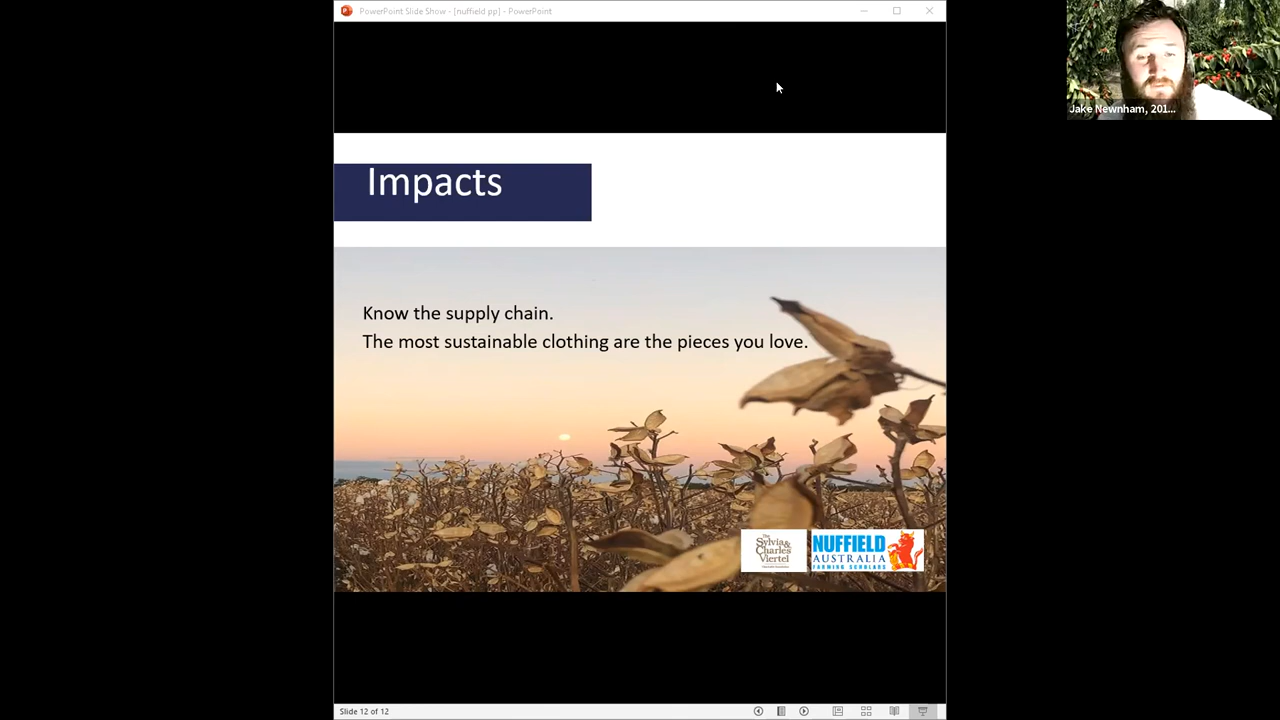 PowerPoint Slide Show - [nuffield pp] - PowerPoint
Jake Newnham, 201...
Impacts
Know the supply chain.
The most sustainable clothing are the pieces you love.
The
Sylvia &
Charles
Viertel
NUFFIELD
AUSTRALIA
FARMING SCHOLARS
Slide 12 of 12